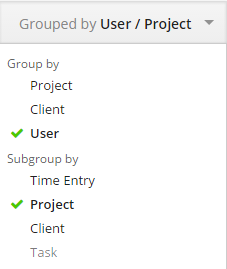 Grouped by User / Project
Group by
Project
Client
User
Subgroup by
Time Entry
Project
Client
Task